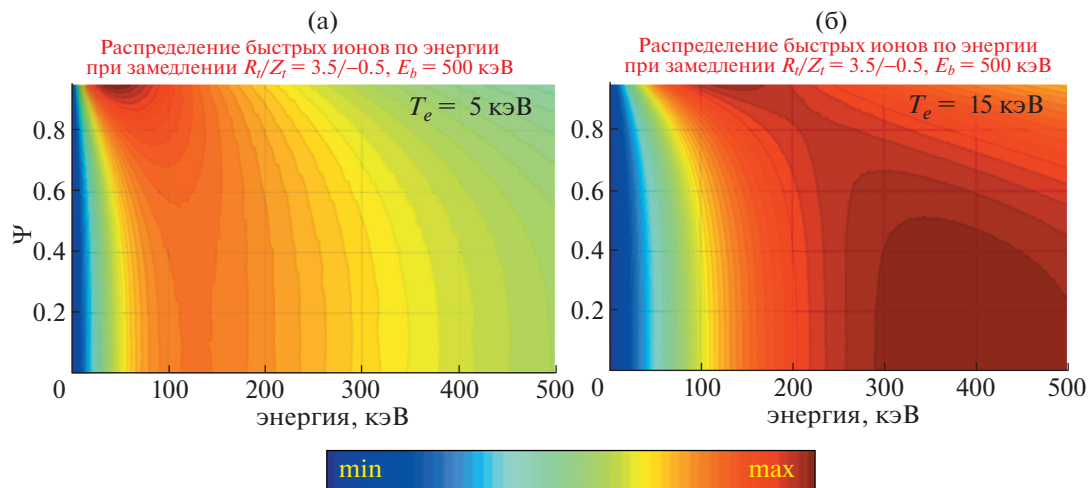 (а)
Распределение быстрых ионов по энергии
при замедлении R_t/Z_t = 3.5/–0.5, E_b = 500 кэВ
T_e = 5 кэВ
0.8
0.6
Ψ
0.4
0.2
0 100 200 300 400 500
энергия, кэВ
(б)
Распределение быстрых ионов по энергии
при замедлении R_t/Z_t = 3.5/–0.5, E_b = 500 кэВ
T_e = 15 кэВ
0.8
0.6
0.4
0.2
0 100 200 300 400 500
энергия, кэВ
min max